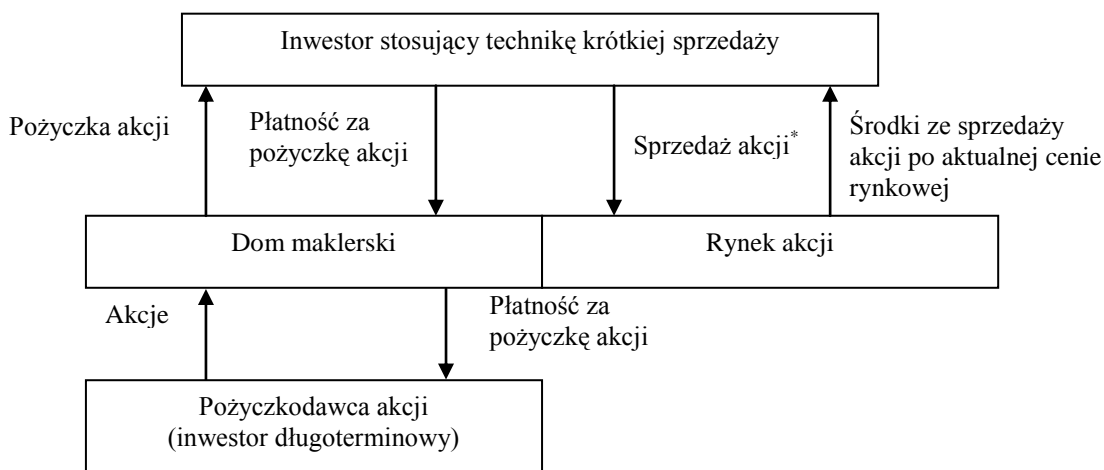 Inwestor stosujący technikę krótkiej sprzedaży
Pożyczka akcji
Płatność za
pożyczkę akcji
Sprzedaż akcji*
Środki ze sprzedaży
akcji po aktualnej cenie
rynkowej
Dom maklerski
Rynek akcji
Akcje
Płatność za
pożyczkę akcji
Pożyczkodawca akcji
(inwestor długoterminowy)